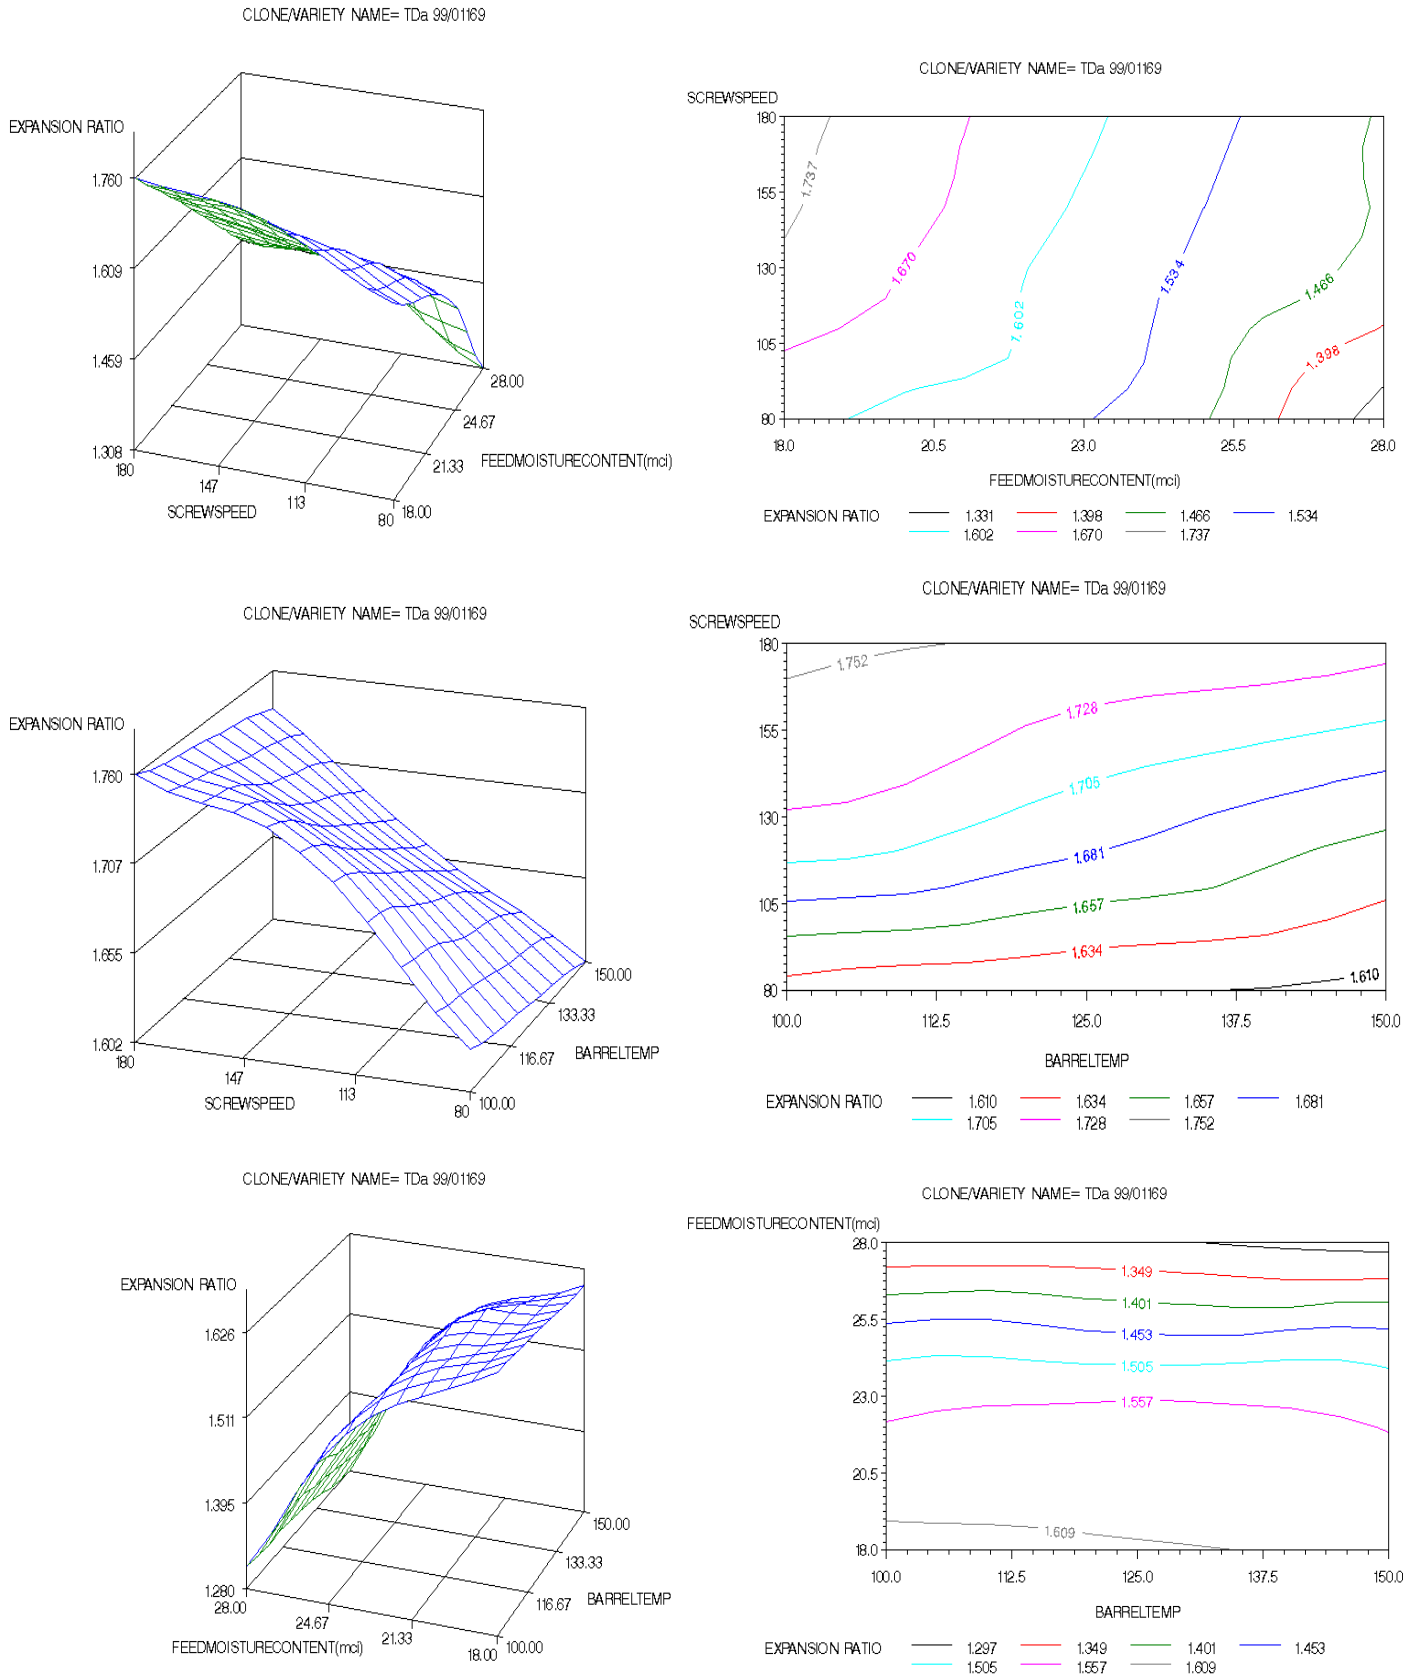 CLONE/VARIETY NAME= TDa 99/01169
EXPANSION RATIO
1.760
1.609
1.459
1.308
180
147
113
80
SCREWSPEED
28.00
24.67
21.33
18.00
FEEDMOISTURECONTENT(mci)
CLONE/VARIETY NAME= TDa 99/01169
SCREWSPEED
180
155
130
105
80
1.737
1.670
1.602
1.534
1.466
1.398
18.0 20.5 23.0 25.5 28.0
FEEDMOISTURECONTENT(mci)
EXPANSION RATIO 1.331 1.398 1.466 1.534
1.602 1.670 1.737
CLONE/VARIETY NAME= TDa 99/01169
EXPANSION RATIO
1.760
1.707
1.655
1.602
180
147
113
80
SCREWSPEED
150.00
133.33
116.67
100.00
BARRELTEMP
CLONE/VARIETY NAME= TDa 99/01169
SCREWSPEED
180
155
130
105
80
1.752
1.728
1.705
1.681
1.657
1.634
1.610
100.0 112.5 125.0 137.5 150.0
BARRELTEMP
EXPANSION RATIO 1.610 1.634 1.657 1.681
1.705 1.728 1.752
CLONE/VARIETY NAME= TDa 99/01169
EXPANSION RATIO
1.626
1.511
1.395
1.280
28.00
24.67
21.33
18.00
FEEDMOISTURECONTENT(mci)
150.00
133.33
116.67
100.00
BARRELTEMP
CLONE/VARIETY NAME= TDa 99/01169
FEEDMOISTURECONTENT(mci)
28.0
25.5
23.0
20.5
18.0
1.349
1.401
1.453
1.505
1.557
1.609
100.0 112.5 125.0 137.5 150.0
BARRELTEMP
EXPANSION RATIO 1.297 1.349 1.401 1.453
1.505 1.557 1.609